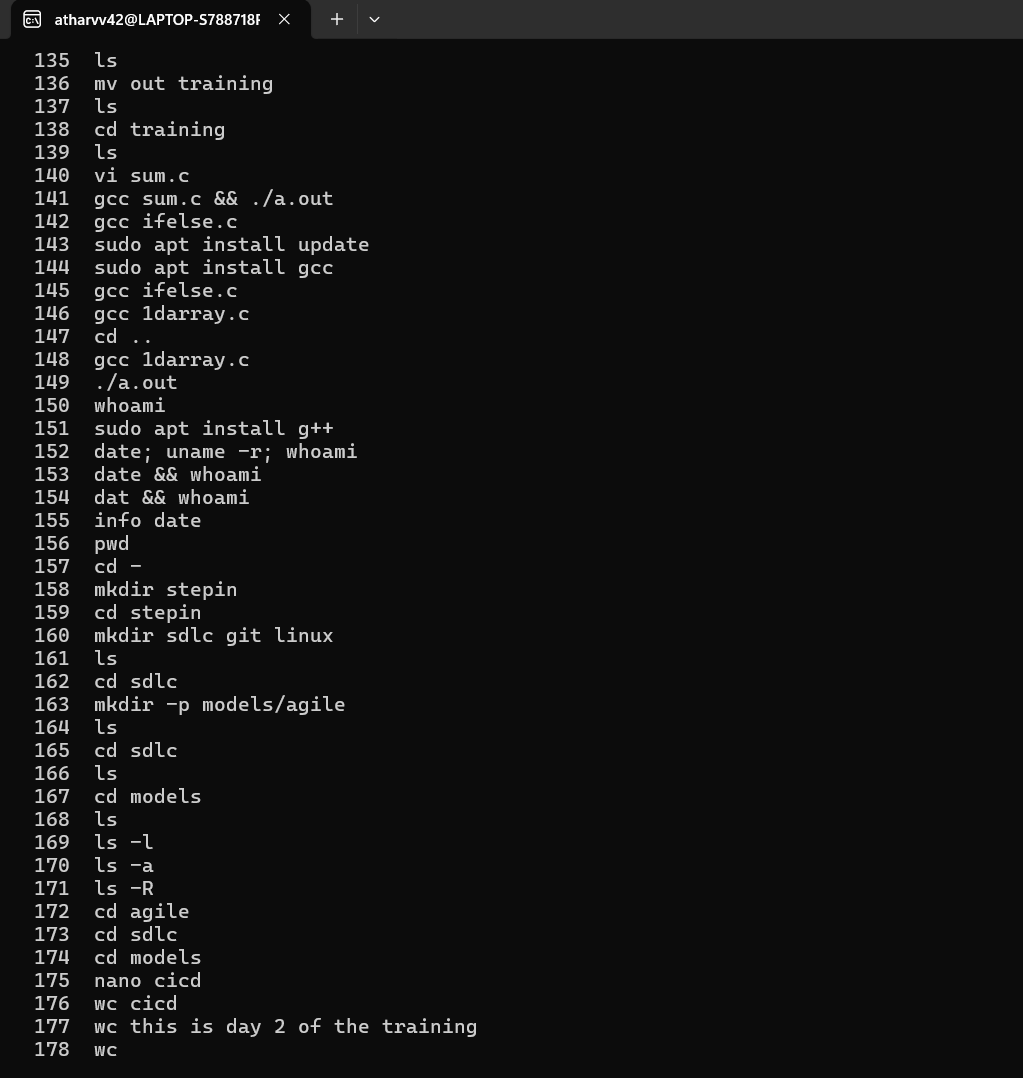 atharvv42@LAPTOP-S788718F
135 ls
136 mv out training
137 ls
138 cd training
139 ls
140 vi sum.c
141 gcc sum.c && ./a.out
142 gcc ifelse.c
143 sudo apt install update
144 sudo apt install gcc
145 gcc ifelse.c
146 gcc 1darray.c
147 cd ..
148 gcc 1darray.c
149 ./a.out
150 whoami
151 sudo apt install g++
152 date; uname -r; whoami
153 date && whoami
154 dat && whoami
155 info date
156 pwd
157 cd -
158 mkdir stepin
159 cd stepin
160 mkdir sdlc git linux
161 ls
162 cd sdlc
163 mkdir -p models/agile
164 ls
165 cd sdlc
166 ls
167 cd models
168 ls
169 ls -l
170 ls -a
171 ls -R
172 cd agile
173 cd sdlc
174 cd models
175 nano cicd
176 wc cicd
177 wc this is day 2 of the training
178 wc